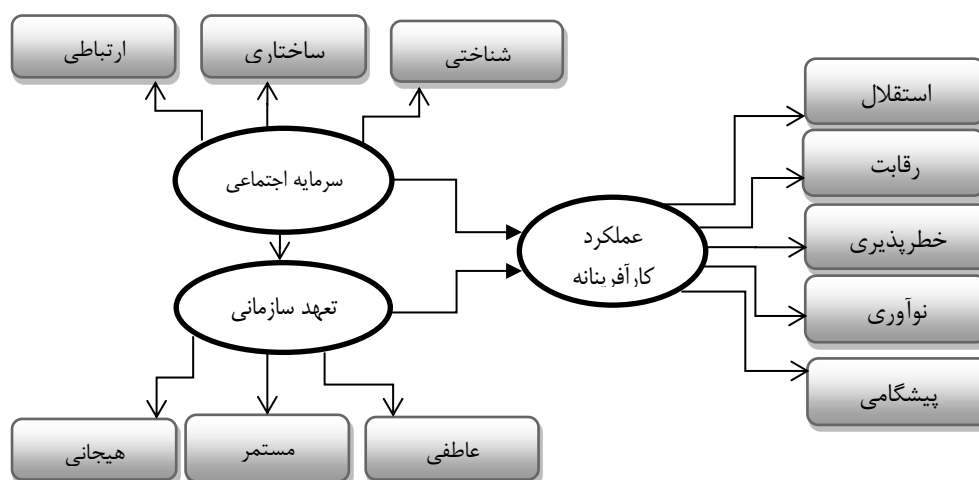 شناختی
ساختاری
ارتباطی
استقلال
رقابت
خطرپذیری
نوآوری
پیشگامی
سرمایه اجتماعی
عملکرد
کارآفرینانه
تعهد سازمانی
عاطفی
مستمر
هیجانی